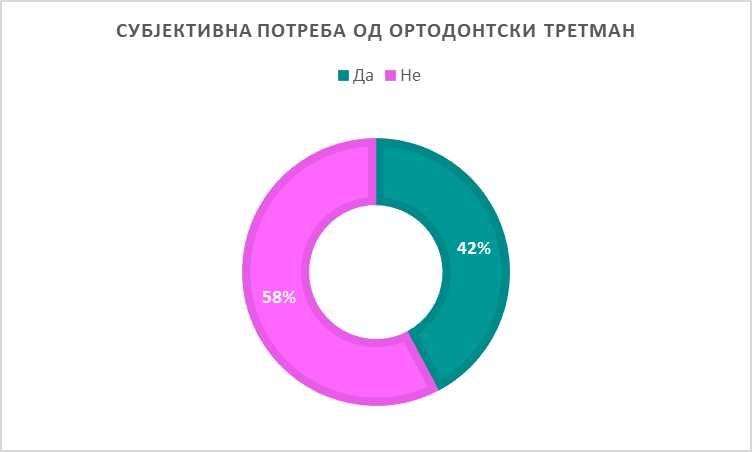 СУБЈЕКТИВНА ПОТРЕБА ОД ОРТОДОНТСКИ ТРЕТМАН
Да Не
42%
58%